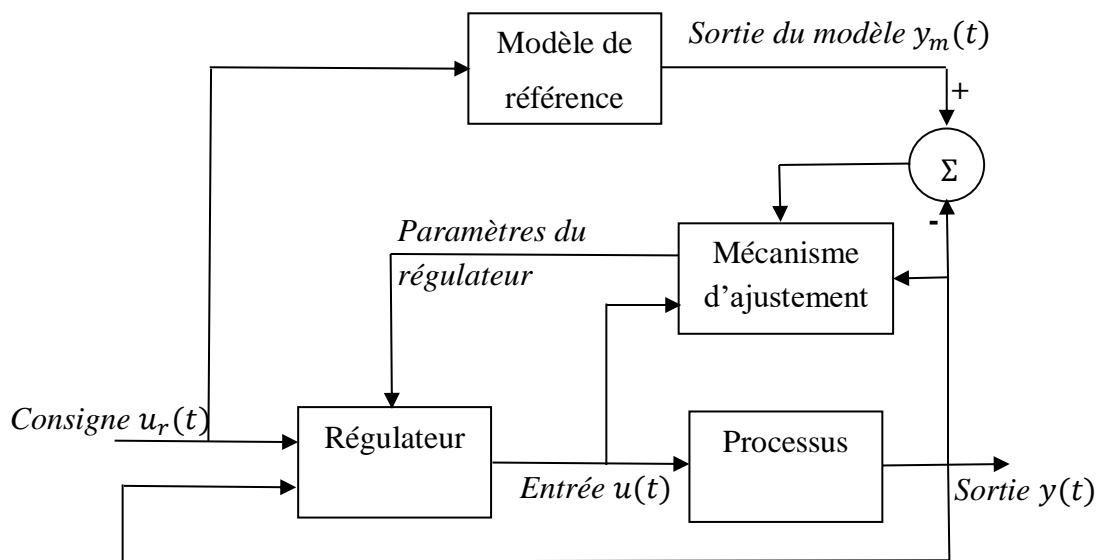 Modèle de
référence
Sortie du modèle y_m(t)
+
Σ
-
Paramètres du
régulateur
Mécanisme
d’ajustement
Consigne u_r(t)
Régulateur
Entrée u(t)
Processus
Sortie y(t)